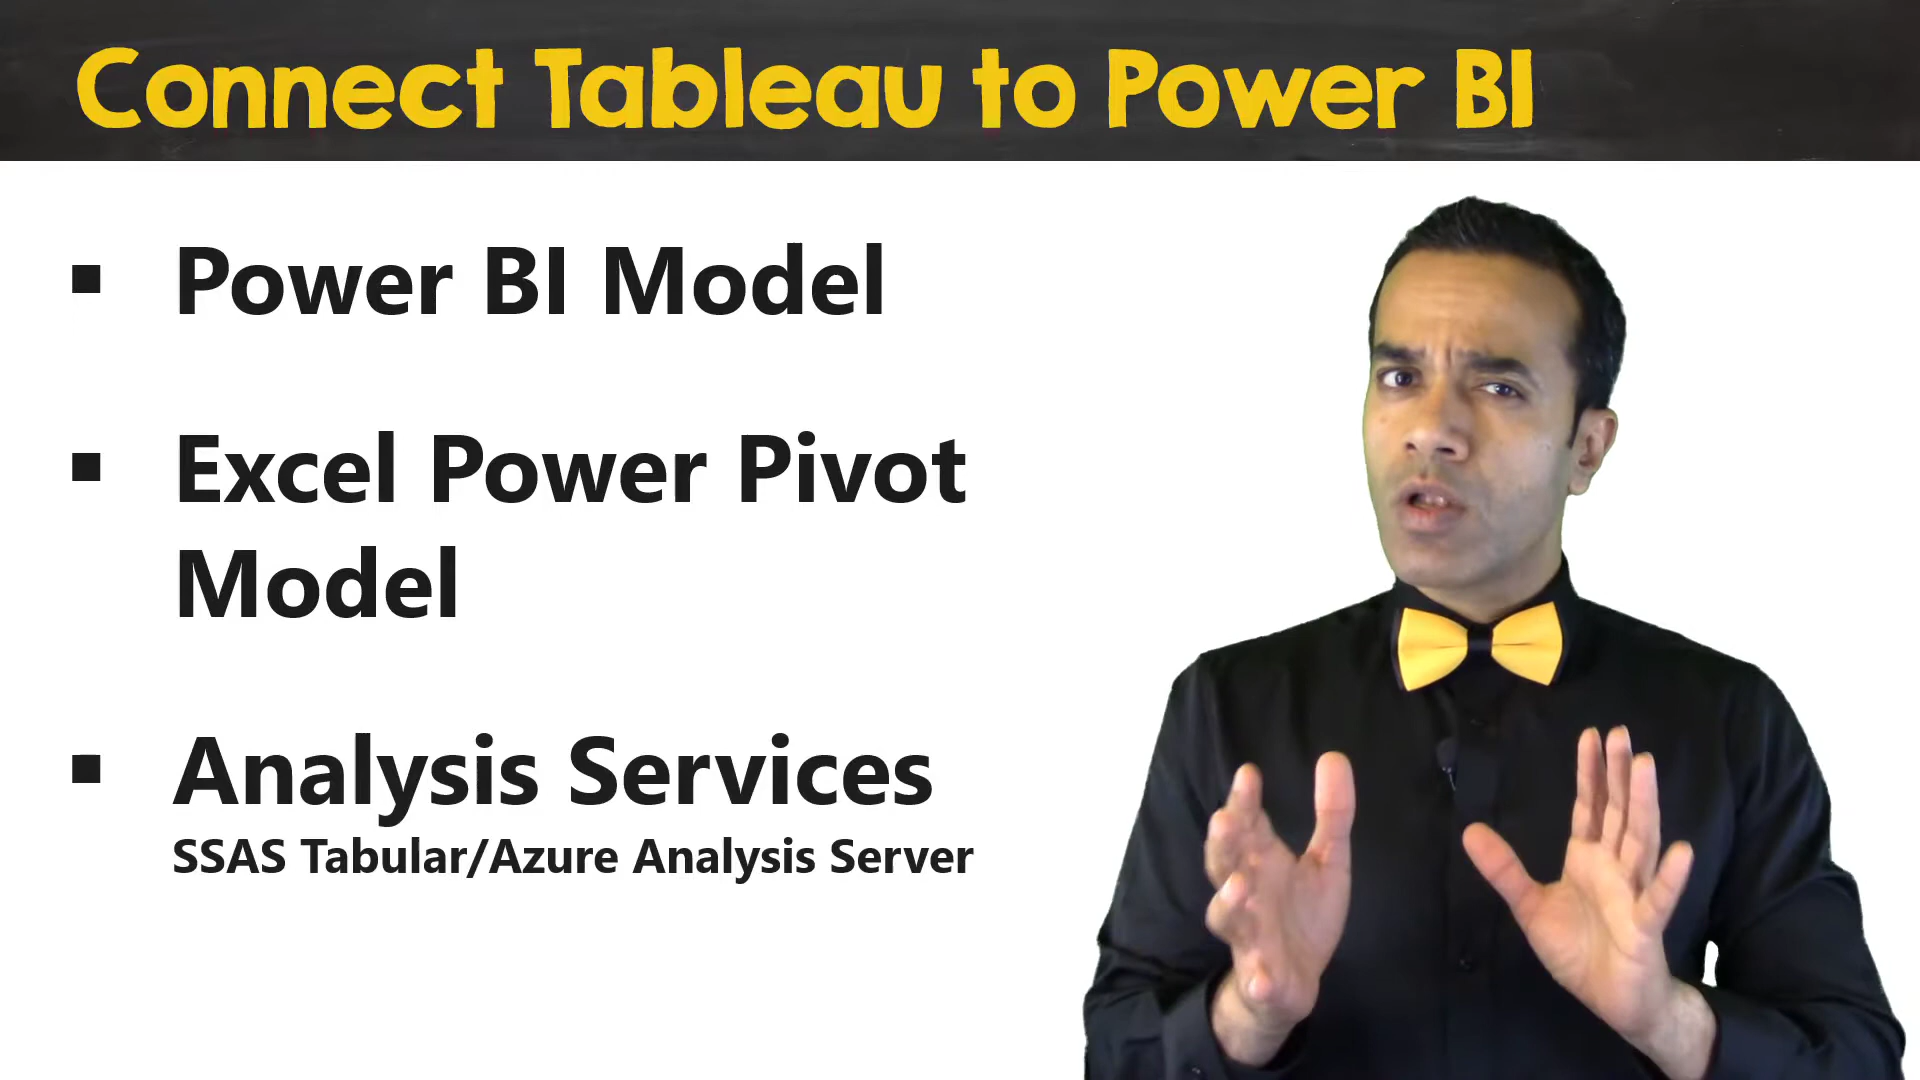 Connect Tableau to Power BI
▪ Power BI Model
▪ Excel Power Pivot
Model
▪ Analysis Services
SSAS Tabular/Azure Analysis Server